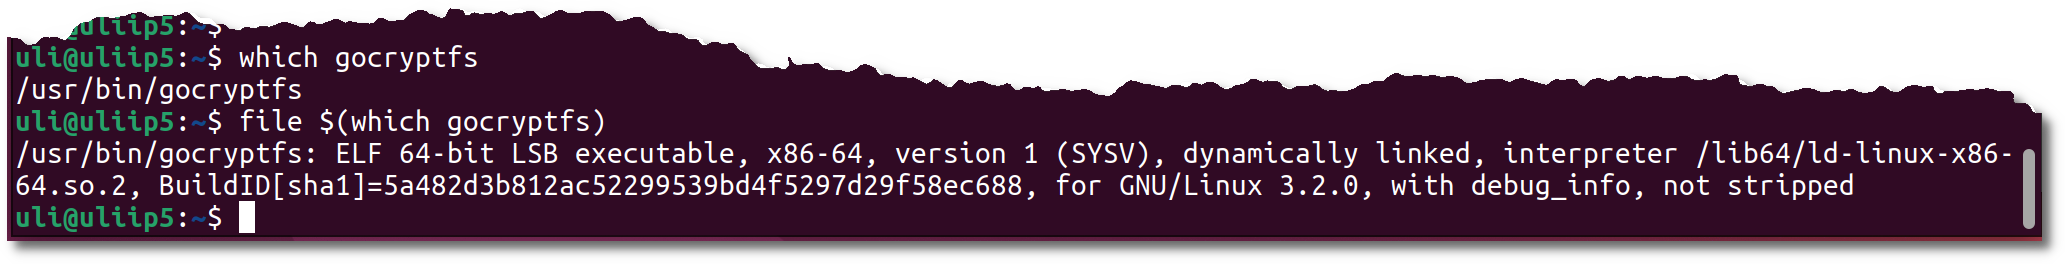 uli@uliip5:~$
uli@uliip5:~$ which gocryptfs
/usr/bin/gocryptfs
uli@uliip5:~$ file $(which gocryptfs)
/usr/bin/gocryptfs: ELF 64-bit LSB executable, x86-64, version 1 (SYSV), dynamically linked, interpreter /lib64/ld-linux-x86-
64.so.2, BuildID[sha1]=5a482d3b812ac52299539bd4f5297d29f58ec688, for GNU/Linux 3.2.0, with debug_info, not stripped
uli@uliip5:~$